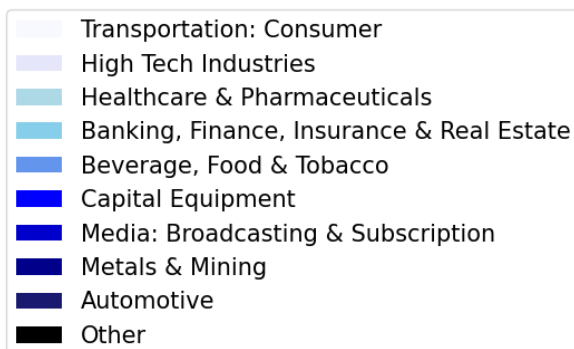 Transportation: Consumer
High Tech Industries
Healthcare & Pharmaceuticals
Banking, Finance, Insurance & Real Estate
Beverage, Food & Tobacco
Capital Equipment
Media: Broadcasting & Subscription
Metals & Mining
Automotive
Other